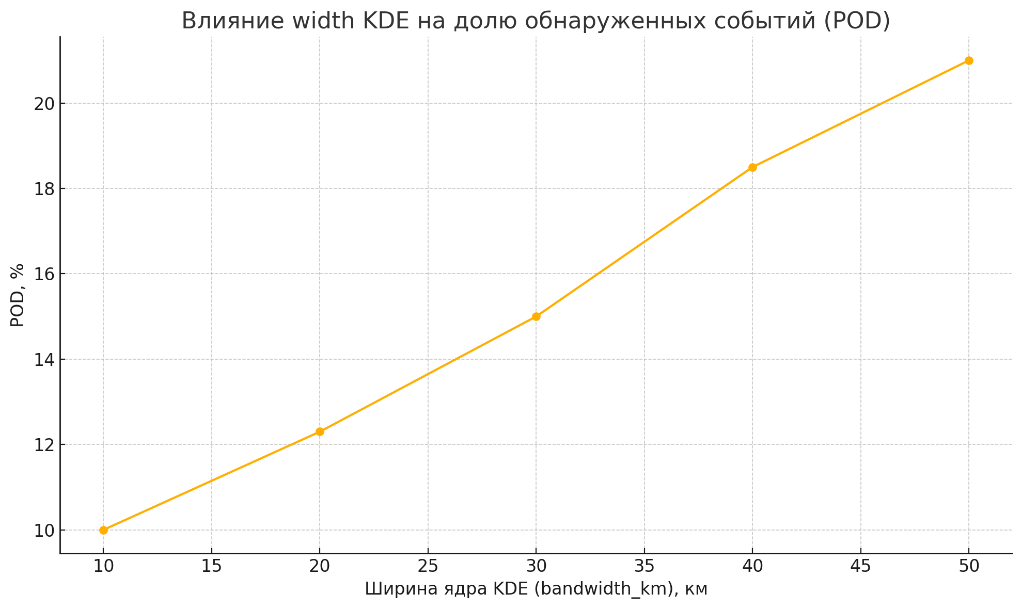 Влияние width KDE на долю обнаруженных событий (POD)
POD, %
20
18
16
14
12
10
10 15 20 25 30 35 40 45 50
Ширина ядра KDE (bandwidth_km), км